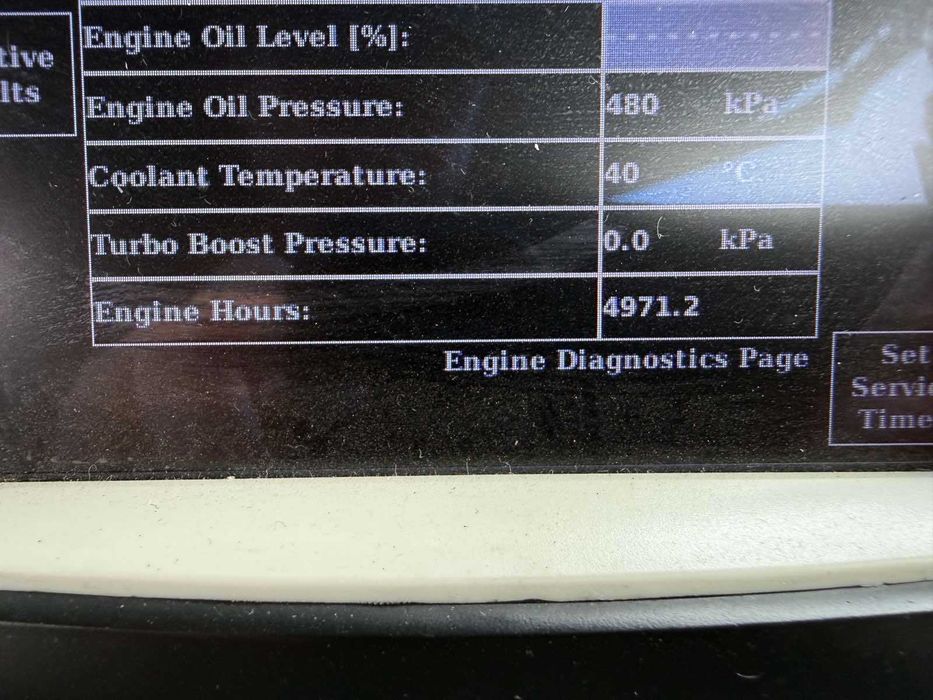 Engine Oil Level [%]: - - - - - - - - - -
Engine Oil Pressure: 480 kPa
Coolant Temperature: 40 °C
Turbo Boost Pressure: 0.0 kPa
Engine Hours: 4971.2
Engine Diagnostics Page
tive
lts
Set
Servic
Time